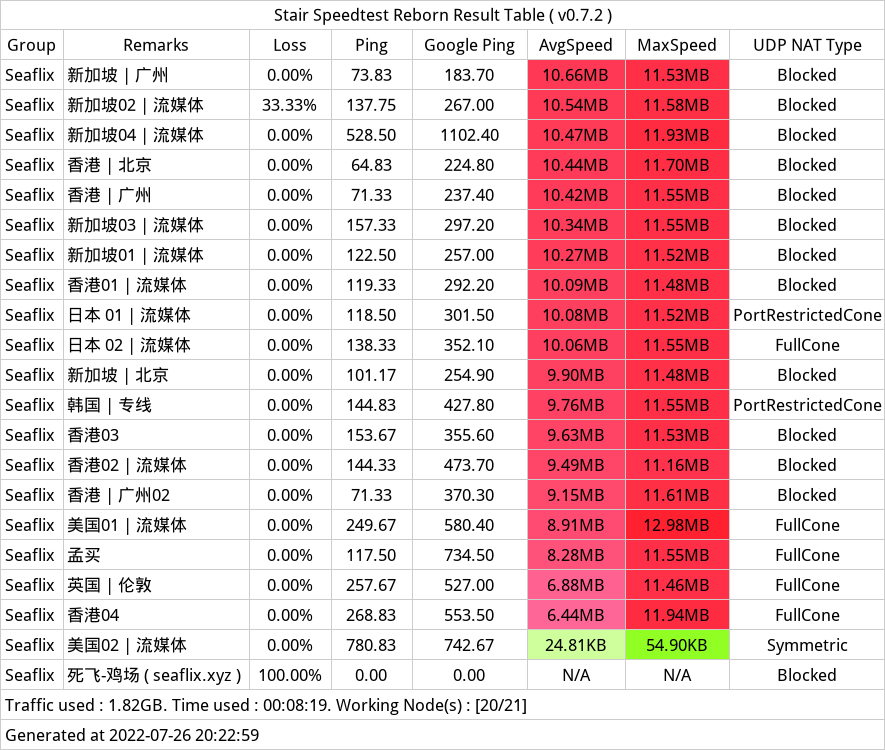 Stair Speedtest Reborn Result Table ( v0.7.2 )
Group Remarks Loss Ping Google Ping AvgSpeed MaxSpeed UDP NAT Type
Seaflix 新加坡 | 广州 0.00% 73.83 183.70 10.66MB 11.53MB Blocked
Seaflix 新加坡02 | 流媒体 33.33% 137.75 267.00 10.54MB 11.58MB Blocked
Seaflix 新加坡04 | 流媒体 0.00% 528.50 1102.40 10.47MB 11.93MB Blocked
Seaflix 香港 | 北京 0.00% 64.83 224.80 10.44MB 11.70MB Blocked
Seaflix 香港 | 广州 0.00% 71.33 237.40 10.42MB 11.55MB Blocked
Seaflix 新加坡03 | 流媒体 0.00% 157.33 297.20 10.34MB 11.55MB Blocked
Seaflix 新加坡01 | 流媒体 0.00% 122.50 257.00 10.27MB 11.52MB Blocked
Seaflix 香港01 | 流媒体 0.00% 119.33 292.20 10.09MB 11.48MB Blocked
Seaflix 日本 01 | 流媒体 0.00% 118.50 301.50 10.08MB 11.52MB PortRestrictedCone
Seaflix 日本 02 | 流媒体 0.00% 138.33 352.10 10.06MB 11.55MB FullCone
Seaflix 新加坡 | 北京 0.00% 101.17 254.90 9.90MB 11.48MB Blocked
Seaflix 韩国 | 专线 0.00% 144.83 427.80 9.76MB 11.55MB PortRestrictedCone
Seaflix 香港03 0.00% 153.67 355.60 9.63MB 11.53MB Blocked
Seaflix 香港02 | 流媒体 0.00% 144.33 473.70 9.49MB 11.16MB Blocked
Seaflix 香港 | 广州02 0.00% 71.33 370.30 9.15MB 11.61MB Blocked
Seaflix 美国01 | 流媒体 0.00% 249.67 580.40 8.91MB 12.98MB FullCone
Seaflix 孟买 0.00% 117.50 734.50 8.28MB 11.55MB FullCone
Seaflix 英国 | 伦敦 0.00% 257.67 527.00 6.88MB 11.46MB FullCone
Seaflix 香港04 0.00% 268.83 553.50 6.44MB 11.94MB FullCone
Seaflix 美国02 | 流媒体 0.00% 780.83 742.67 24.81KB 54.90KB Symmetric
Seaflix 死飞-鸡场 ( seaflix.xyz ) 100.00% 0.00 0.00 N/A N/A Blocked
Traffic used : 1.82GB. Time used : 00:08:19. Working Node(s) : [20/21]
Generated at 2022-07-26 20:22:59